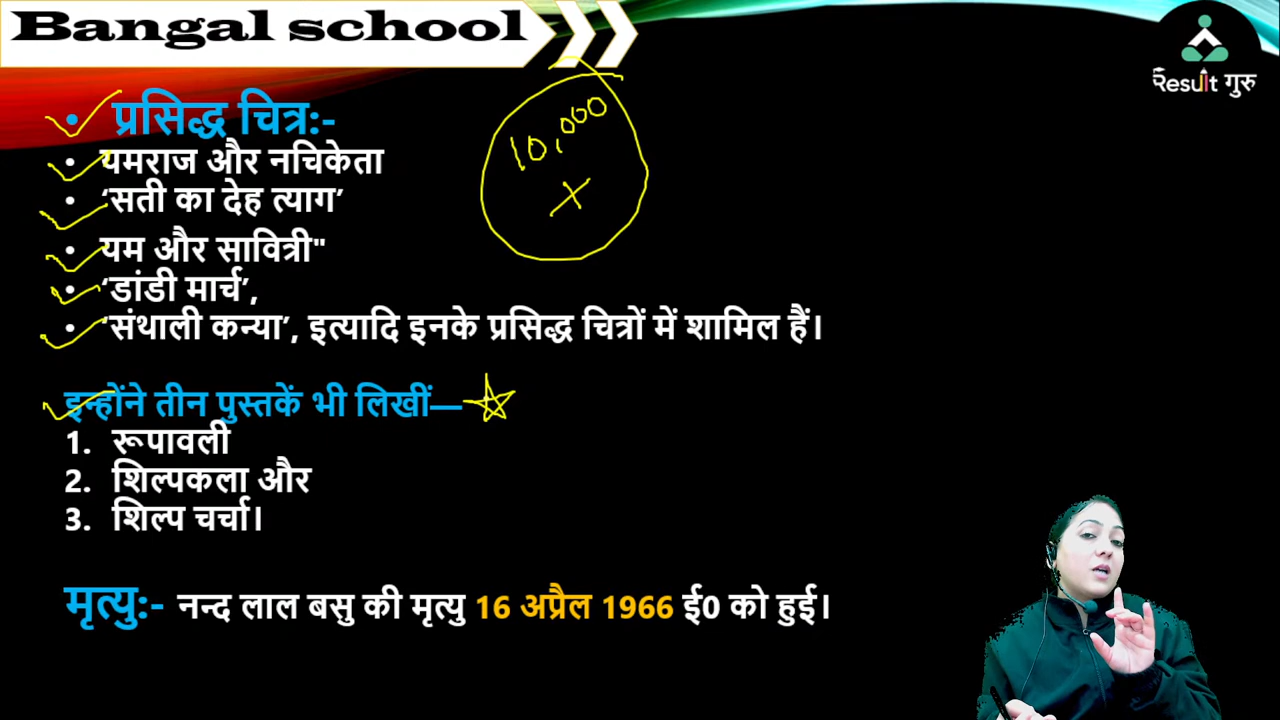 Bangal school
Result गुरु
10,000
+
• प्रसिद्ध चित्र:-
• यमराज और नचिकेता
• ‘सती का देह त्याग’
• यम और सावित्री"
• ‘डांडी मार्च’,
• ‘संथाली कन्या’, इत्यादि इनके प्रसिद्ध चित्रों में शामिल हैं।
इन्होंने तीन पुस्तकें भी लिखीं—
1. रूपावली
2. शिल्पकला और
3. शिल्प चर्चा।
मृत्यु:- नन्द लाल बसु की मृत्यु 16 अप्रैल 1966 ई0 को हुई।